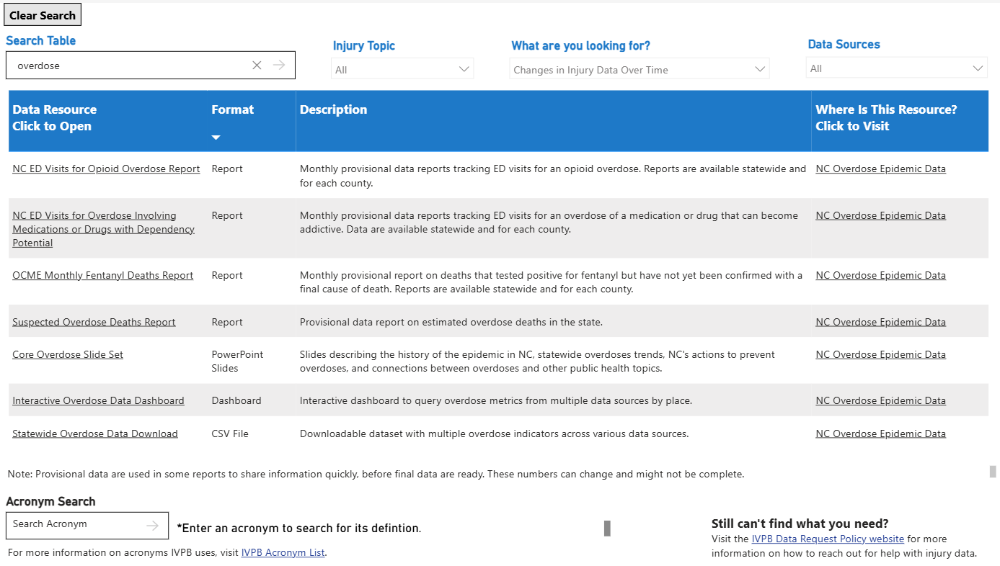 Clear Search
Search Table
overdose
Injury Topic
All
What are you looking for?
Changes in Injury Data Over Time
Data Sources
All
Data Resource
Click to Open
Format
Description
Where Is This Resource?
Click to Visit
NC ED Visits for Opioid Overdose Report
Report
Monthly provisional data reports tracking ED visits for an opioid overdose. Reports are available statewide and
for each county.
NC Overdose Epidemic Data
NC ED Visits for Overdose Involving
Medications or Drugs with Dependency
Potential
Report
Monthly provisional data reports tracking ED visits for an overdose of a medication or drug that can become
addictive. Data are available statewide and for each county.
NC Overdose Epidemic Data
OCME Monthly Fentanyl Deaths Report
Report
Monthly provisional report on deaths that tested positive for fentanyl but have not yet been confirmed with a
final cause of death. Reports are available statewide and for each county.
NC Overdose Epidemic Data
Suspected Overdose Deaths Report
Report
Provisional data report on estimated overdose deaths in the state.
NC Overdose Epidemic Data
Core Overdose Slide Set
PowerPoint
Slides
Slides describing the history of the epidemic in NC, statewide overdoses trends, NC's actions to prevent
overdoses, and connections between overdoses and other public health topics.
NC Overdose Epidemic Data
Interactive Overdose Data Dashboard
Dashboard
Interactive dashboard to query overdose metrics from multiple data sources by place.
NC Overdose Epidemic Data
Statewide Overdose Data Download
CSV File
Downloadable dataset with multiple overdose indicators across various data sources.
NC Overdose Epidemic Data
Note: Provisional data are used in some reports to share information quickly, before final data are ready. These numbers can change and might not be complete.
Acronym Search
Search Acronym
*Enter an acronym to search for its defintion.
For more information on acronyms IVPB uses, visit IVPB Acronym List.
Still can't find what you need?
Visit the IVPB Data Request Policy website for more
information on how to reach out for help with injury data.